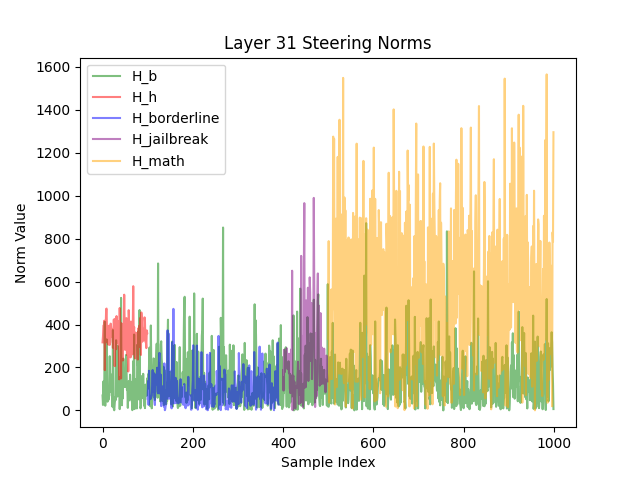 Layer 31 Steering Norms
1600
1400
1200
1000
800
600
400
200
0
Norm Value
H_b
H_h
H_borderline
H_jailbreak
H_math
0
200
400
600
800
1000
Sample Index